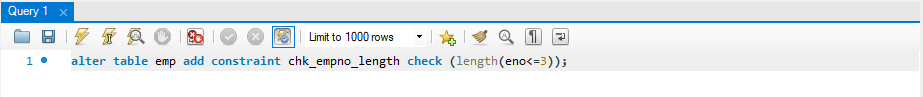 Query 1
Limit to 1000 rows
1 alter table emp add constraint chk_empno_length check (length(eno<=3));